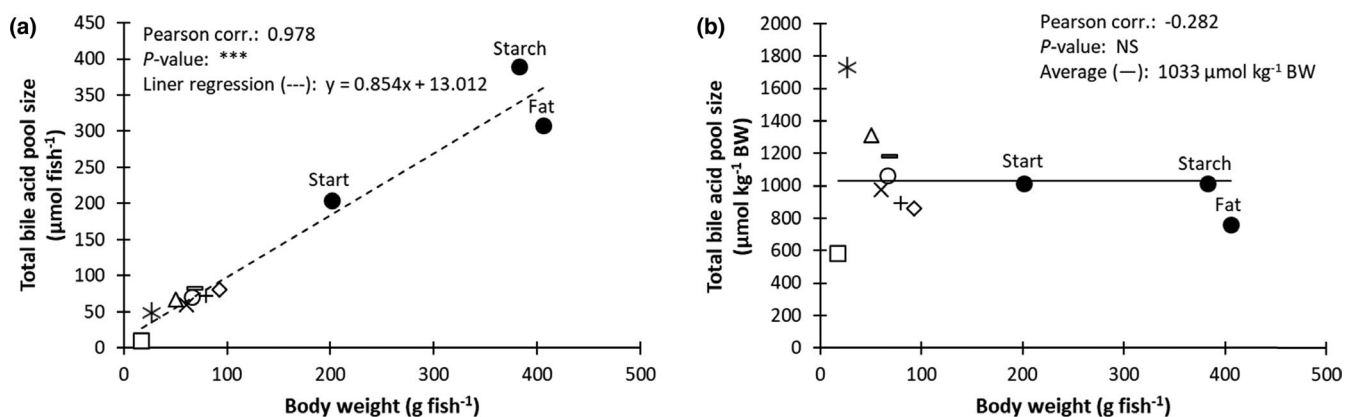 (a)
Pearson corr.: 0.978
P-value: ***
Liner regression (---): y = 0.854x + 13.012
Total bile acid pool size
(µmol fish⁻¹)
450
400
350
300
250
200
150
100
50
0
Starch
Fat
Start
0 100 200 300 400 500
Body weight (g fish⁻¹)
(b)
Pearson corr.: -0.282
P-value: NS
Average (—): 1033 µmol kg⁻¹ BW
Total bile acid pool size
(µmol kg⁻¹ BW)
2000
1800
1600
1400
1200
1000
800
600
400
200
0
Start
Starch
Fat
0 100 200 300 400 500
Body weight (g fish⁻¹)